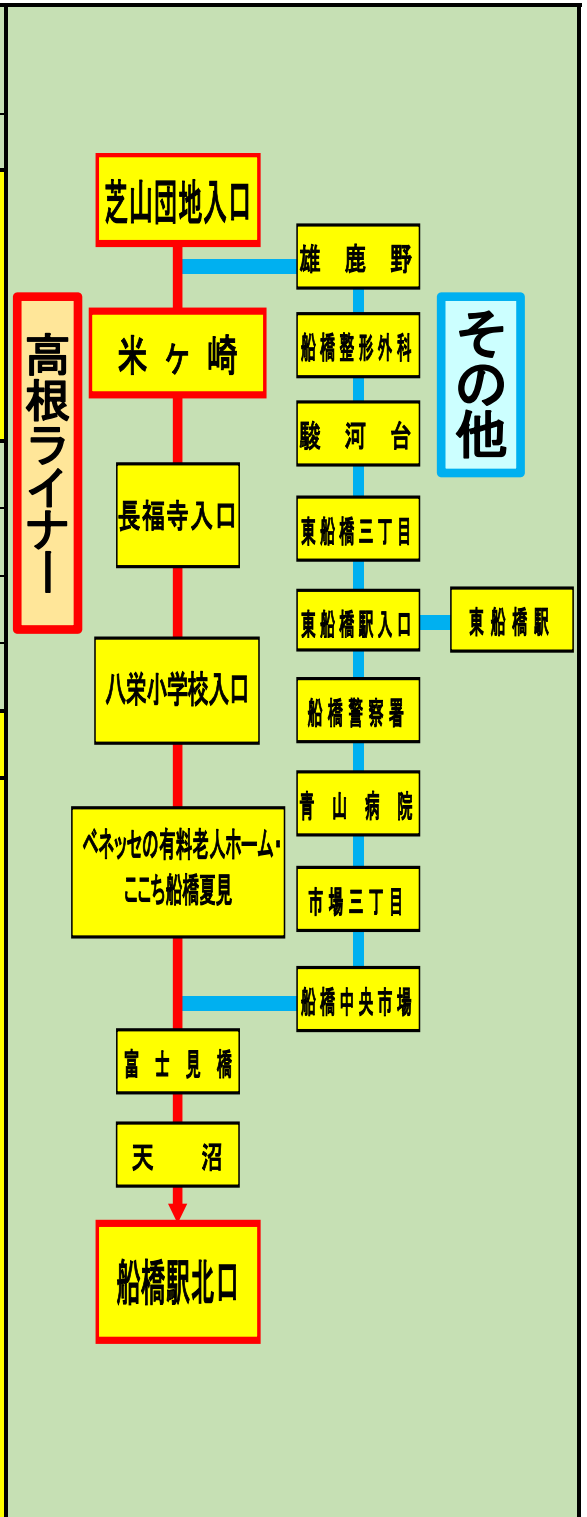 芝山団地入口
高根ライナー
米ヶ崎
長福寺入口
八栄小学校入口
ベネッセの有料老人ホーム・
ここち船橋夏見
富士見橋
天沼
船橋駅北口
その他
雄鹿野
船橋整形外科
駿河台
東船橋三丁目
東船橋駅入口
東船橋駅
船橋警察署
青山病院
市場三丁目
船橋中央市場